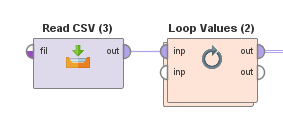 Read CSV (3)
Loop Values (2)
fil out
inp out
inp out